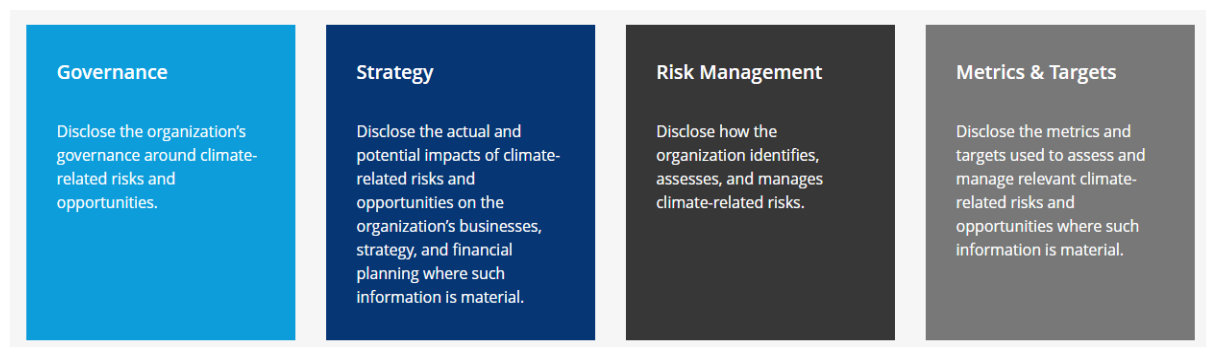 Governance
Disclose the organization's
governance around climate-
related risks and
opportunities.
Strategy
Disclose the actual and
potential impacts of climate-
related risks and
opportunities on the
organization's businesses,
strategy, and financial
planning where such
information is material.
Risk Management
Disclose how the
organization identifies,
assesses, and manages
climate-related risks.
Metrics & Targets
Disclose the metrics and
targets used to assess and
manage relevant climate-
related risks and
opportunities where such
information is material.